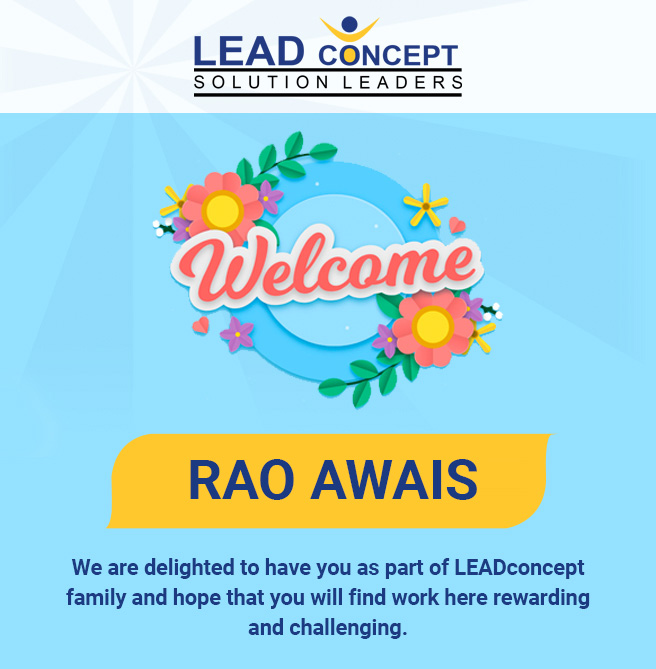 LEAD CONCEPT
SOLUTION LEADERS
Welcome
RAO AWAIS
We are delighted to have you as part of LEADconcept
family and hope that you will find work here rewarding
and challenging.